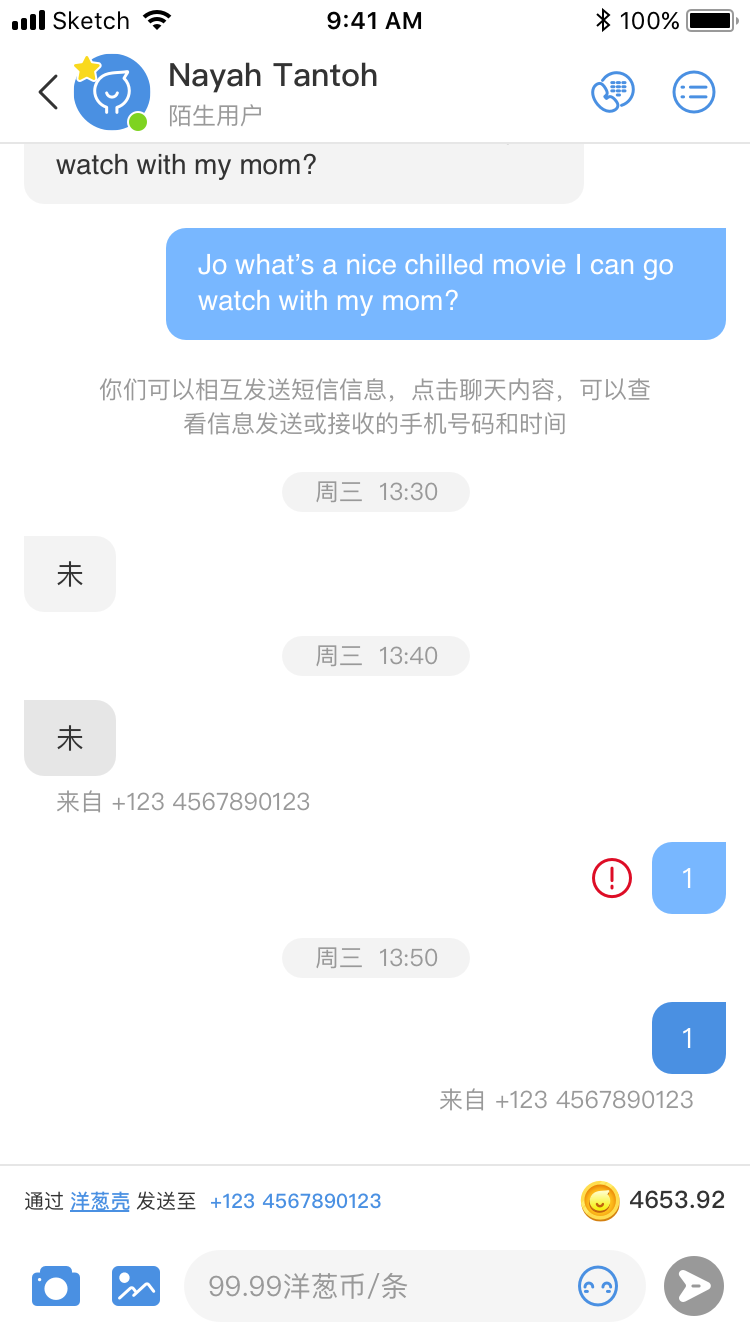 Sketch 9:41 AM 100%
Nayah Tantoh
陌生用户
watch with my mom?
Jo what’s a nice chilled movie I can go
watch with my mom?
你们可以相互发送短信信息，点击聊天内容，可以查
看信息发送或接收的手机号码和时间
周三 13:30
未
周三 13:40
未
来自 +123 4567890123
1
周三 13:50
1
来自 +123 4567890123
通过 洋葱壳 发送至 +123 4567890123 4653.92
99.99洋葱币/条